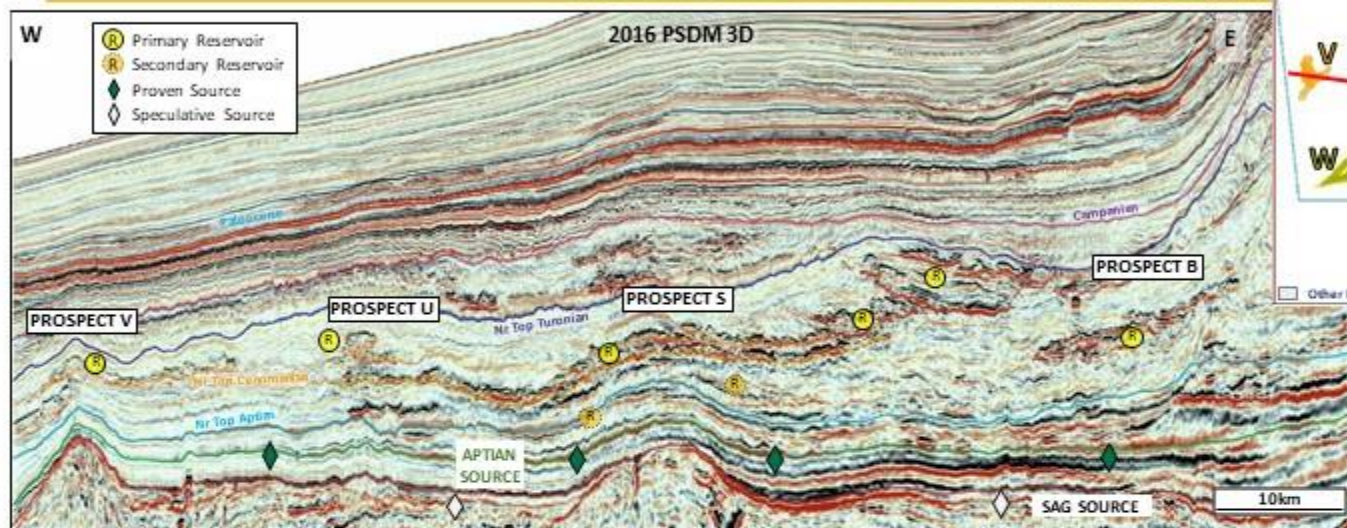 W
2016 PSDM 3D
E
R Primary Reservoir
R Secondary Reservoir
Proven Source
Speculative Source
V
W
Paleocene
Campanian
PROSPECT B
PROSPECT S
PROSPECT U
PROSPECT V
Nr Top Turonian
R
R
R
R
R
R
R
R
Nr Top Cenomanian
Nr Top Aptian
APTIAN
SOURCE
SAG SOURCE
10km
Other